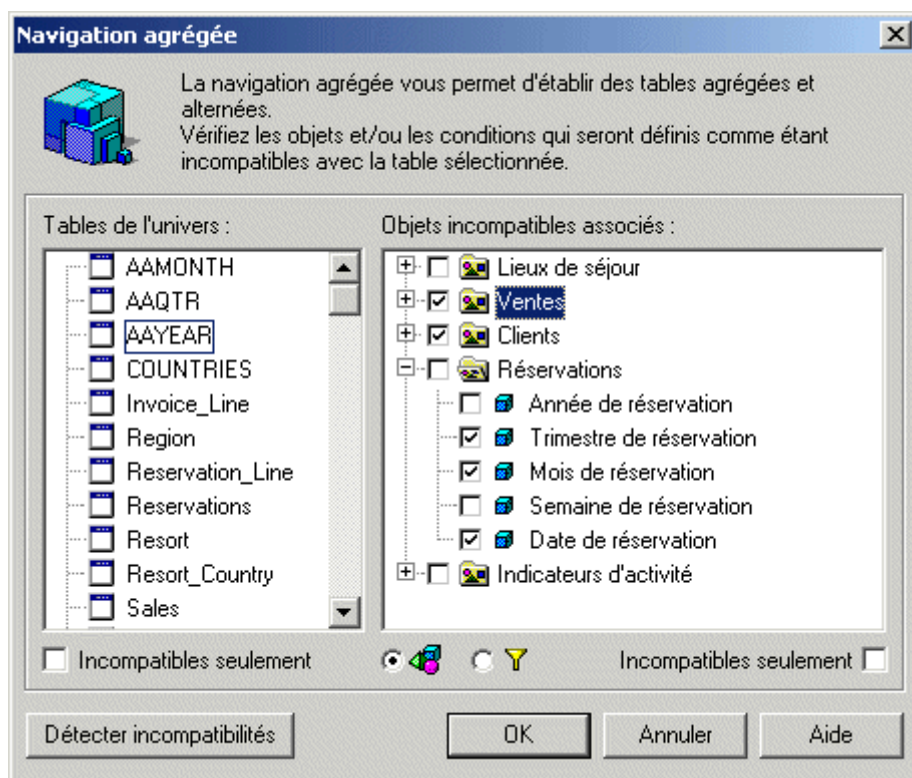 Navigation agrégée
La navigation agrégée vous permet d'établir des tables agrégées et
alternées.
Vérifiez les objets et/ou les conditions qui seront définis comme étant
incompatibles avec la table sélectionnée.
Tables de l'univers :
AAMONTH
AAQTR
AAYEAR
COUNTRIES
Invoice_Line
Region
Reservation_Line
Reservations
Resort
Resort_Country
Sales
Objets incompatibles associés :
Lieux de séjour
Ventes
Clients
Réservations
Année de réservation
Trimestre de réservation
Mois de réservation
Semaine de réservation
Date de réservation
Indicateurs d'activité
Incompatibles seulement
Incompatibles seulement
Détecter incompatibilités
OK
Annuler
Aide